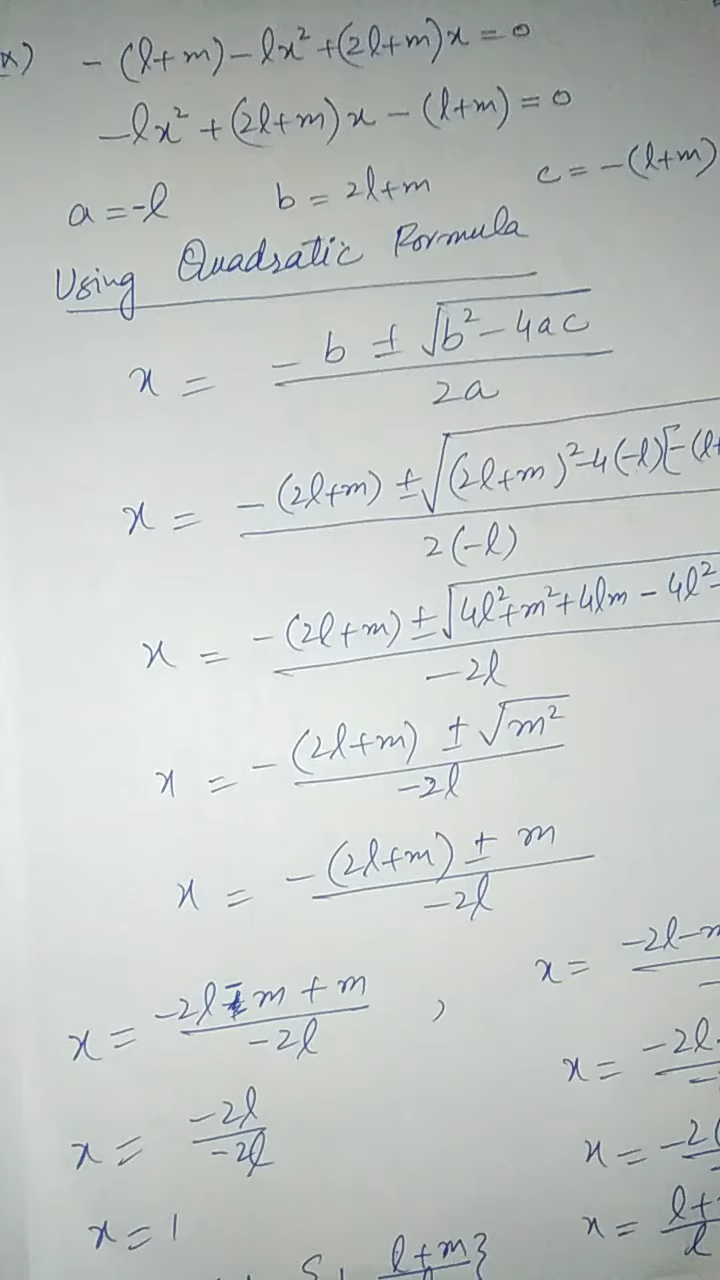 x) - (l+m) - lx² + (2l+m)x = 0
-lx² + (2l+m)x - (l+m) = 0
a = -l b = 2l+m c = -(l+m)
Using Quadratic Formula
x = - b ± √b² - 4ac / 2a
x = - (2l+m) ± √(2l+m)² - 4(-l)[-(l+ / 2(-l)
x = - (2l+m) ± √4l² + m² + 4lm - 4l² - / -2l
x = - (2l+m) ± √m² / -2l
x = - (2l+m) ± m / -2l
x = -2l - m + m / -2l , x = -2l - m / -
x = -2l / -2l x = -2l - / -
x = 1 x = -2( / -
x = l+ / l
S. { l+m }